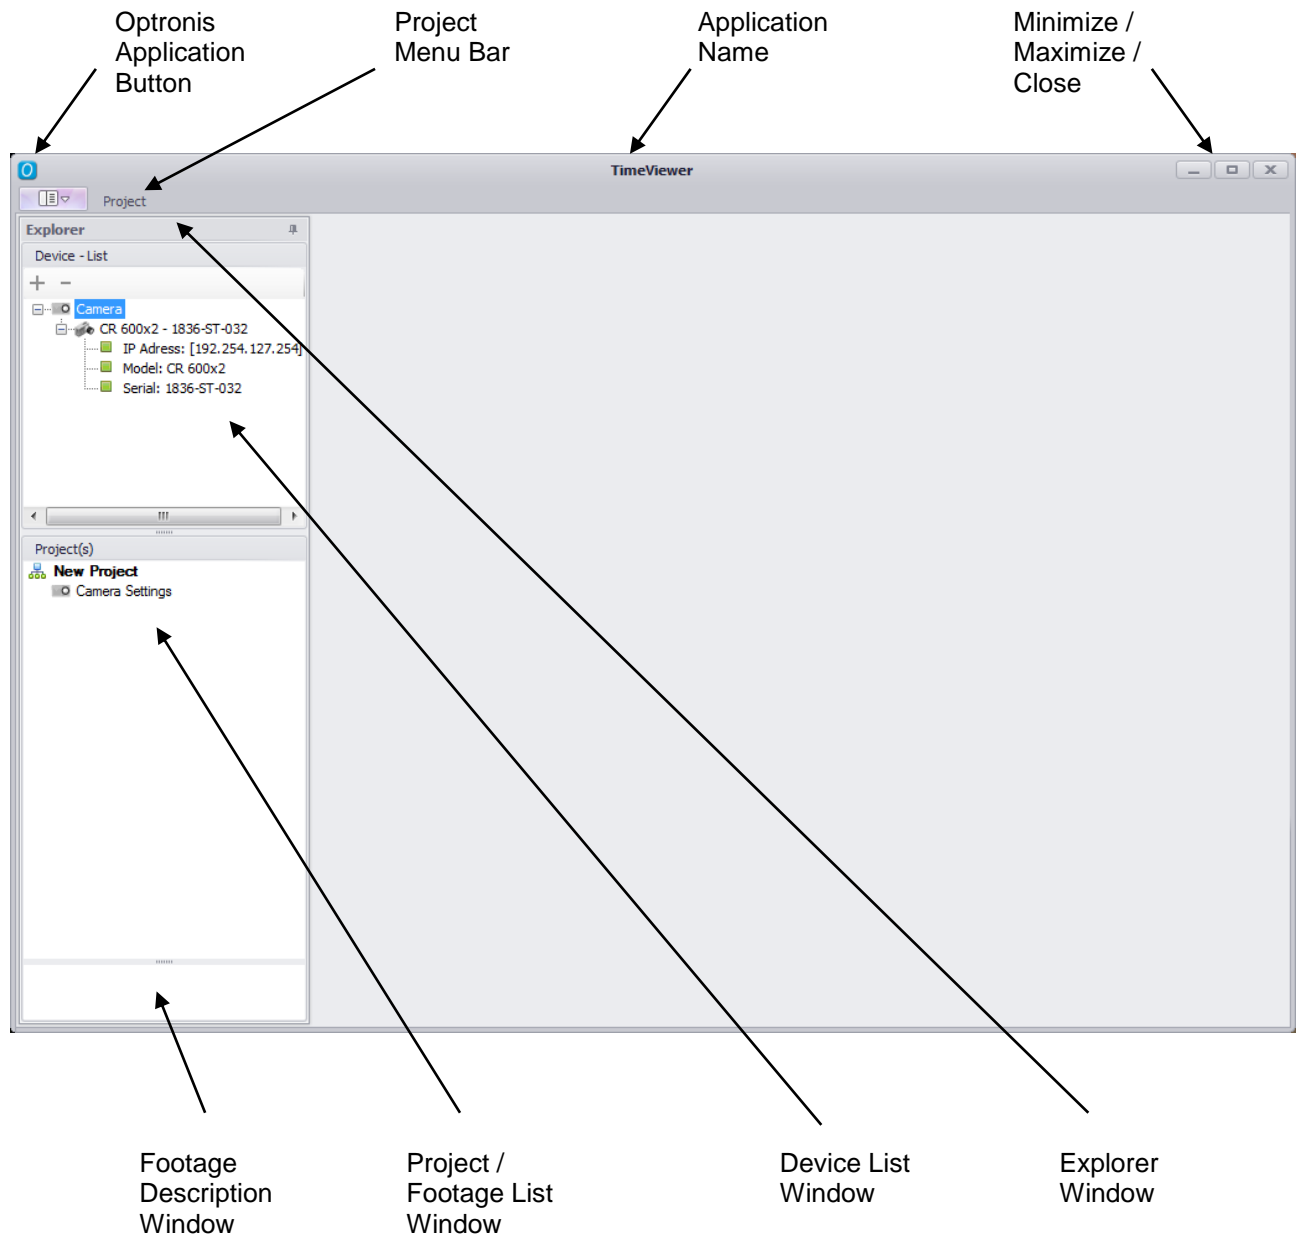 Optronis
Application
Button
Project
Menu Bar
Application
Name
Minimize /
Maximize /
Close
TimeViewer
Project
Explorer
Device - List
Camera
CR 600x2 - 1836-ST-032
IP Adress: [192.254.127.254]
Model: CR 600x2
Serial: 1836-ST-032
Project(s)
New Project
Camera Settings
Footage
Description
Window
Project /
Footage List
Window
Device List
Window
Explorer
Window